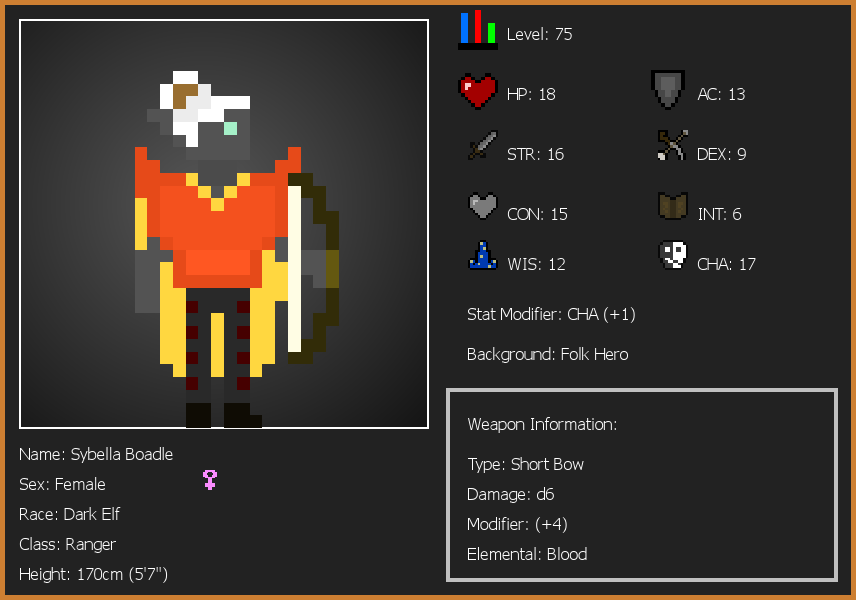 Level: 75
HP: 18
AC: 13
STR: 16
DEX: 9
CON: 15
INT: 6
WIS: 12
CHA: 17
Stat Modifier: CHA (+1)
Background: Folk Hero
Weapon Information:
Type: Short Bow
Damage: d6
Modifier: (+4)
Elemental: Blood
Name: Sybella Boadle
Sex: Female
Race: Dark Elf
Class: Ranger
Height: 170cm (5'7")